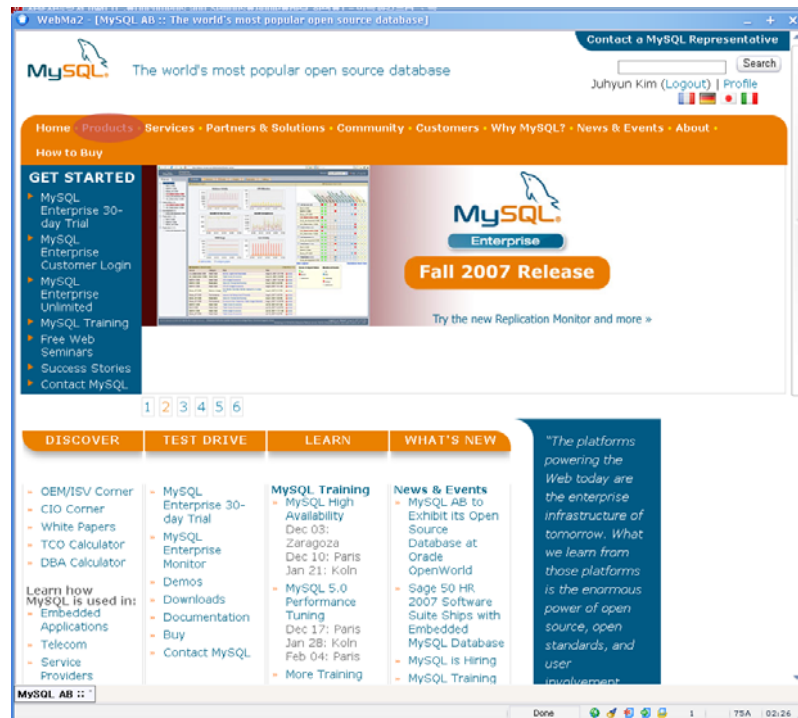 WebMa2 - [MySQL AB :: The world's most popular open source database]
Contact a MySQL Representative
MySQL.
The world's most popular open source database
Search
Juhyun Kim (Logout) | Profile
Home • Products • Services • Partners & Solutions • Community • Customers • Why MySQL? • News & Events • About •
How to Buy
GET STARTED
MySQL
Enterprise 30-
day Trial
MySQL
Enterprise
Customer Login
MySQL
Enterprise
Unlimited
MySQL Training
Free Web
Seminars
Success Stories
Contact MySQL
MySQL.
Enterprise
Fall 2007 Release
Try the new Replication Monitor and more »
1 2 3 4 5 6
DISCOVER
OEM/ISV Corner
CIO Corner
White Papers
TCO Calculator
DBA Calculator
Learn how
MySQL is used in:
Embedded
Applications
Telecom
Service
Providers
TEST DRIVE
MySQL
Enterprise 30-
day Trial
MySQL
Enterprise
Monitor
Demos
Downloads
Documentation
Buy
Contact MySQL
LEARN
MySQL Training
MySQL High
Availability
Dec 03:
Zaragoza
Dec 10: Paris
Jan 21: Koln
MySQL 5.0
Performance
Tuning
Dec 17: Paris
Jan 28: Koln
Feb 04: Paris
More Training
WHAT'S NEW
News & Events
MySQL AB to
Exhibit its Open
Source
Database at
Oracle
OpenWorld
Sage 50 HR
2007 Software
Suite Ships with
Embedded
MySQL Database
MySQL is Hiring
MySQL Training
"The platforms
powering the
Web today are
the enterprise
infrastructure of
tomorrow. What
we learn from
those platforms
is the enormous
power of open
source, open
standards, and
user
involvement
MySQL AB ::
Done
1
75A
02:26